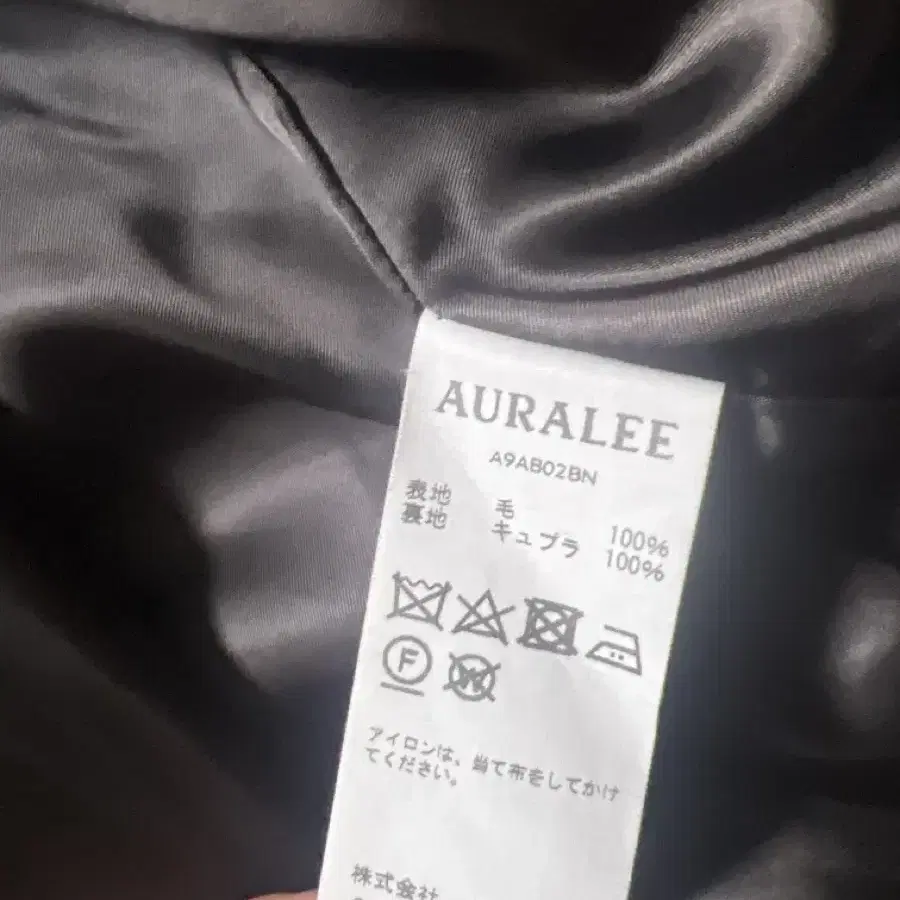 AURALEE
A9AB02BN
表地 毛 100%
裏地 キュプラ 100%
F
W
アイロンは、当て布をしてかけ
てください。
株式会社